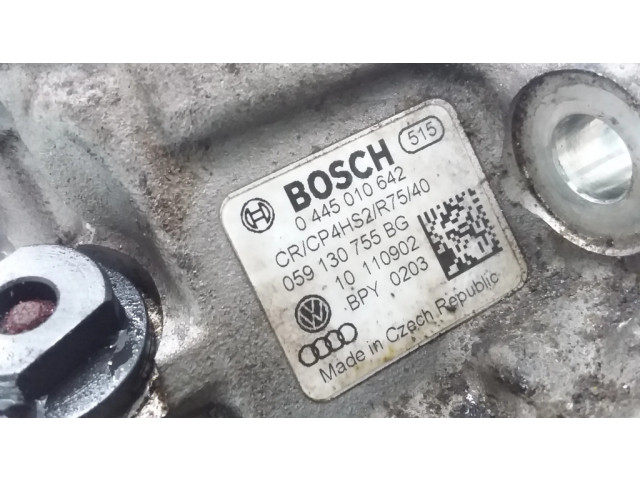 BOSCH 515
0 445 010 642
CR/CP4HS2/R75/40
059 130 755 BG
10 110902
BPY 0203
Made in Czech Republic